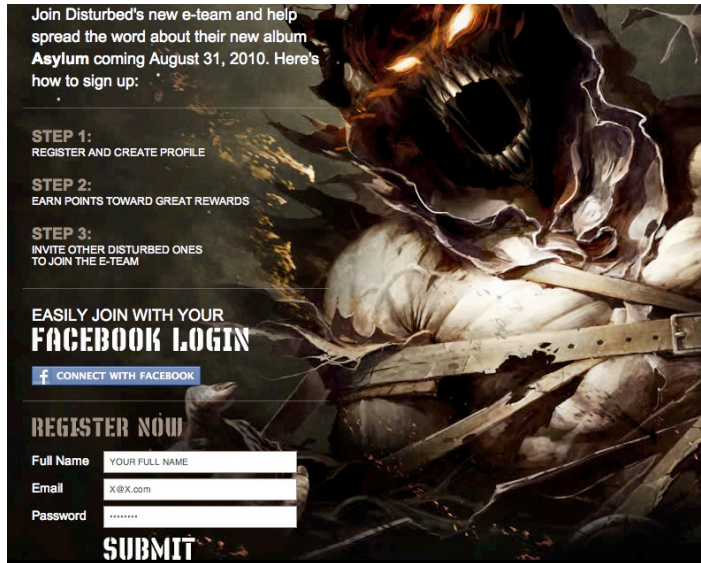 Join Disturbed's new e-team and help
spread the word about their new album
Asylum coming August 31, 2010. Here's
how to sign up:
STEP 1:
REGISTER AND CREATE PROFILE
STEP 2:
EARN POINTS TOWARD GREAT REWARDS
STEP 3:
INVITE OTHER DISTURBED ONES
TO JOIN THE E-TEAM
EASILY JOIN WITH YOUR
FACEBOOK LOGIN
f CONNECT WITH FACEBOOK
REGISTER NOW
Full Name YOUR FULL NAME
Email X@X.com
Password ········
SUBMIT